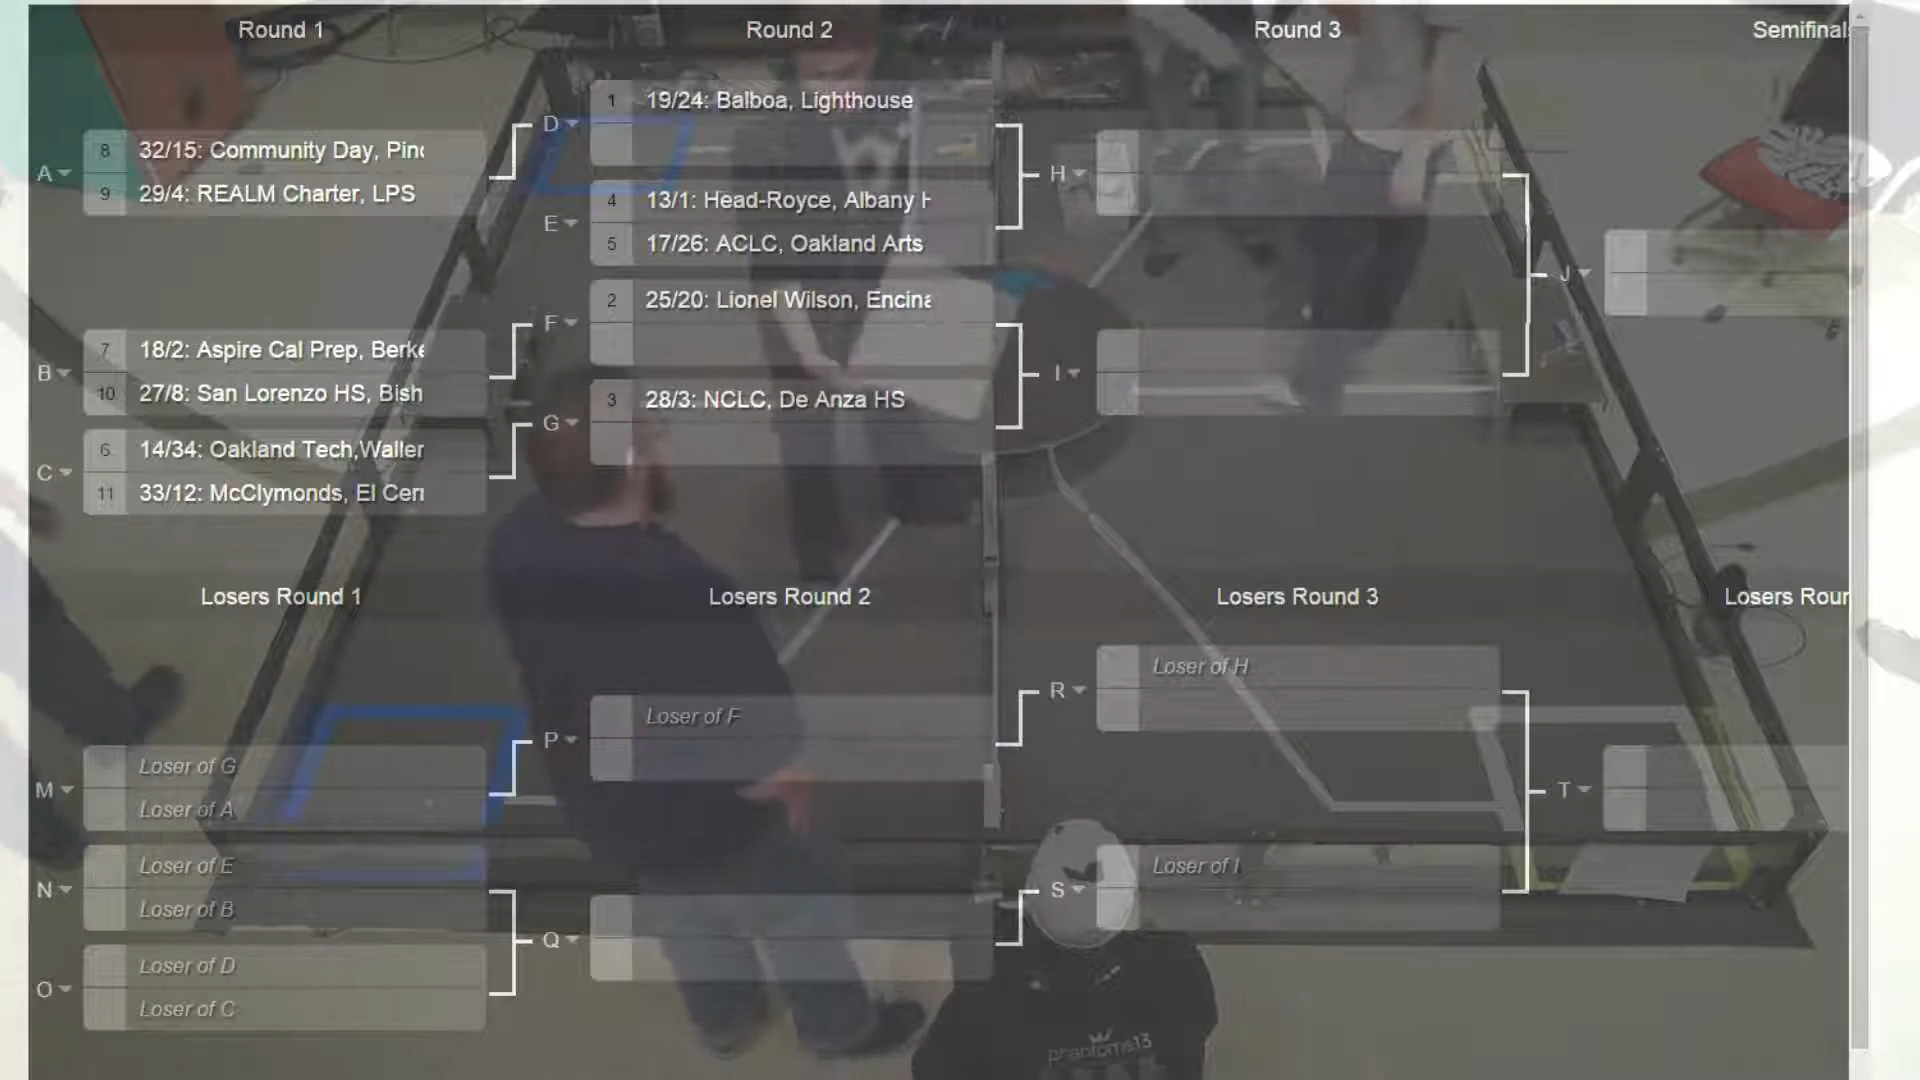 Round 1
Round 2
Round 3
Semifinals
A
8 32/15: Community Day, Pin
9 29/4: REALM Charter, LPS
B
7 18/2: Aspire Cal Prep, Berke
10 27/8: San Lorenzo HS, Bish
C
6 14/34: Oakland Tech,Waller
11 33/12: McClymonds, El Cerr
D
1 19/24: Balboa, Lighthouse
E
4 13/1: Head-Royce, Albany H
5 17/26: ACLC, Oakland Arts
F
2 25/20: Lionel Wilson, Encina
G
3 28/3: NCLC, De Anza HS
H
I
J
Losers Round 1
Losers Round 2
Losers Round 3
Losers Roun
M
Loser of G
Loser of A
N
Loser of E
Loser of B
O
Loser of D
Loser of C
P
Loser of F
Q
R
Loser of H
S
Loser of I
T
phantoms13